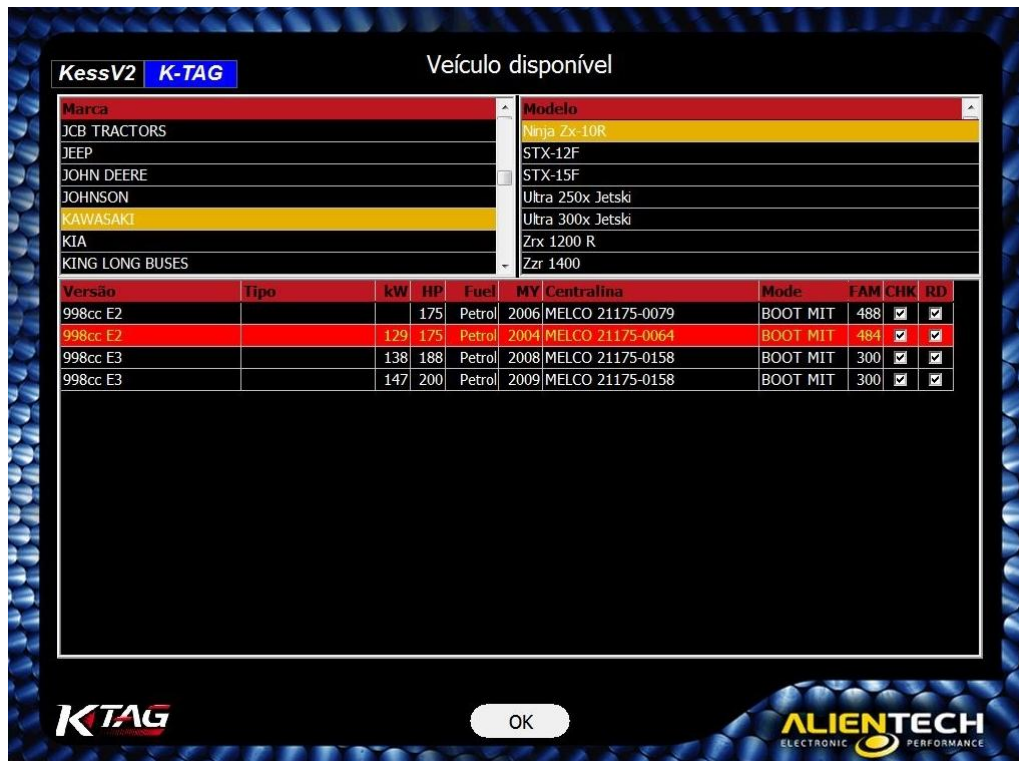 Veículo disponível
KessV2 K-TAG
Marca
JCB TRACTORS
JEEP
JOHN DEERE
JOHNSON
KAWASAKI
KIA
KING LONG BUSES
Modelo
Ninja Zx-10R
STX-12F
STX-15F
Ultra 250x Jetski
Ultra 300x Jetski
Zrx 1200 R
Zzr 1400
Versão Tipo kW HP Fuel MY Centralina Mode FAM CHK RD
998cc E2 175 Petrol 2006 MELCO 21175-0079 BOOT MIT 488
998cc E2 129 175 Petrol 2004 MELCO 21175-0064 BOOT MIT 484
998cc E3 138 188 Petrol 2008 MELCO 21175-0158 BOOT MIT 300
998cc E3 147 200 Petrol 2009 MELCO 21175-0158 BOOT MIT 300
KTAG
OK
ALIENTECH
ELECTRONIC PERFORMANCE